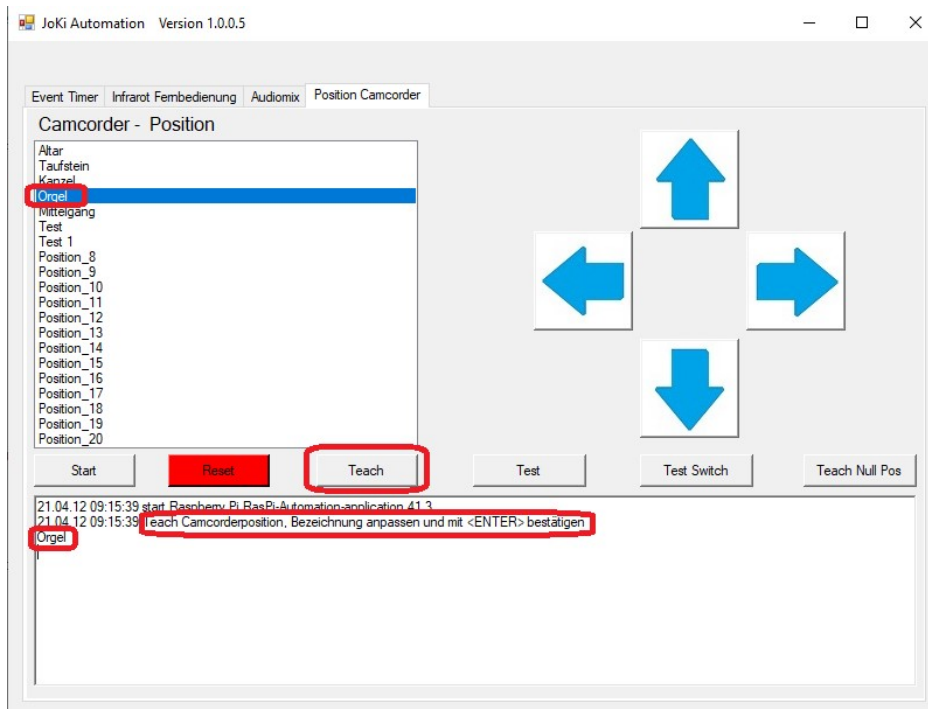 JoKi Automation Version 1.0.0.5
Event Timer Infrarot Fernbedienung Audiomix Position Camcorder
Camcorder - Position
Altar
Taufstein
Kanzel
Orgel
Mittelgang
Test
Test 1
Position_8
Position_9
Position_10
Position_11
Position_12
Position_13
Position_14
Position_15
Position_16
Position_17
Position_18
Position_19
Position_20
Start Reset Teach Test Test Switch Teach Null Pos
21.04.12 09:15:39 start Raspberry Pi RasPi-Automation-application 41.3
21.04.12 09:15:39 Teach Camcorderposition, Bezeichnung anpassen und mit <ENTER> bestätigen
Orgel